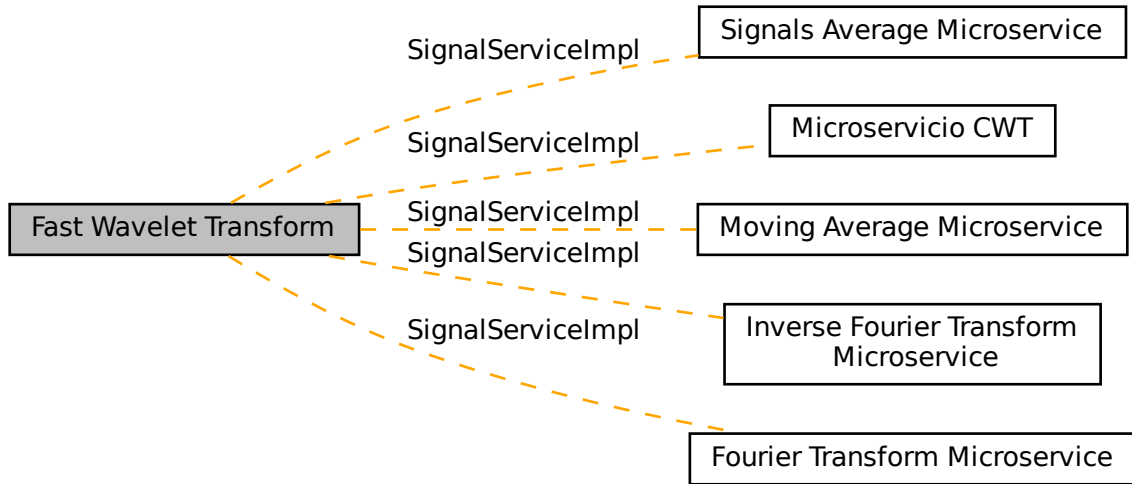 Signals Average Microservice
SignalServiceImpl
Microservicio CWT
SignalServiceImpl
Fast Wavelet Transform
SignalServiceImpl
Moving Average Microservice
SignalServiceImpl
Inverse Fourier Transform
Microservice
SignalServiceImpl
Fourier Transform Microservice